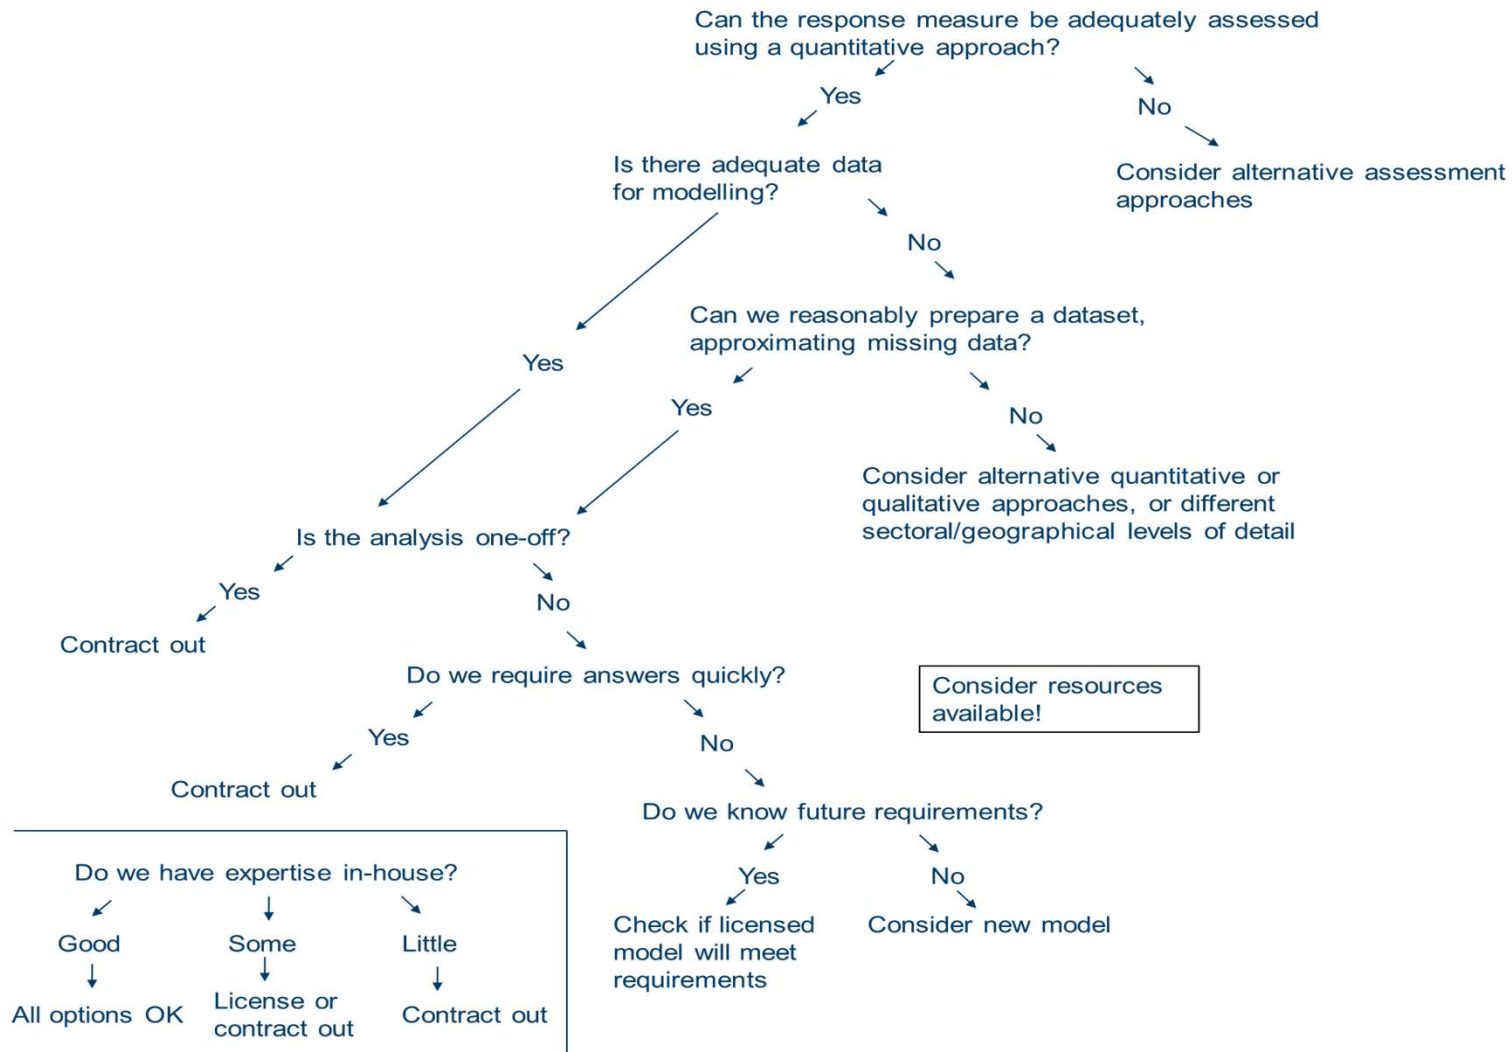 Can the response measure be adequately assessed
using a quantitative approach?
Yes
No
Is there adequate data
for modelling?
Consider alternative assessment
approaches
No
Can we reasonably prepare a dataset,
approximating missing data?
Yes
Yes
No
Consider alternative quantitative or
qualitative approaches, or different
sectoral/geographical levels of detail
Is the analysis one-off?
Yes
No
Contract out
Do we require answers quickly?
Consider resources
available!
Yes
No
Contract out
Do we know future requirements?
Yes
No
Check if licensed
model will meet
requirements
Consider new model
Do we have expertise in-house?
Good
Some
Little
All options OK
License or
contract out
Contract out